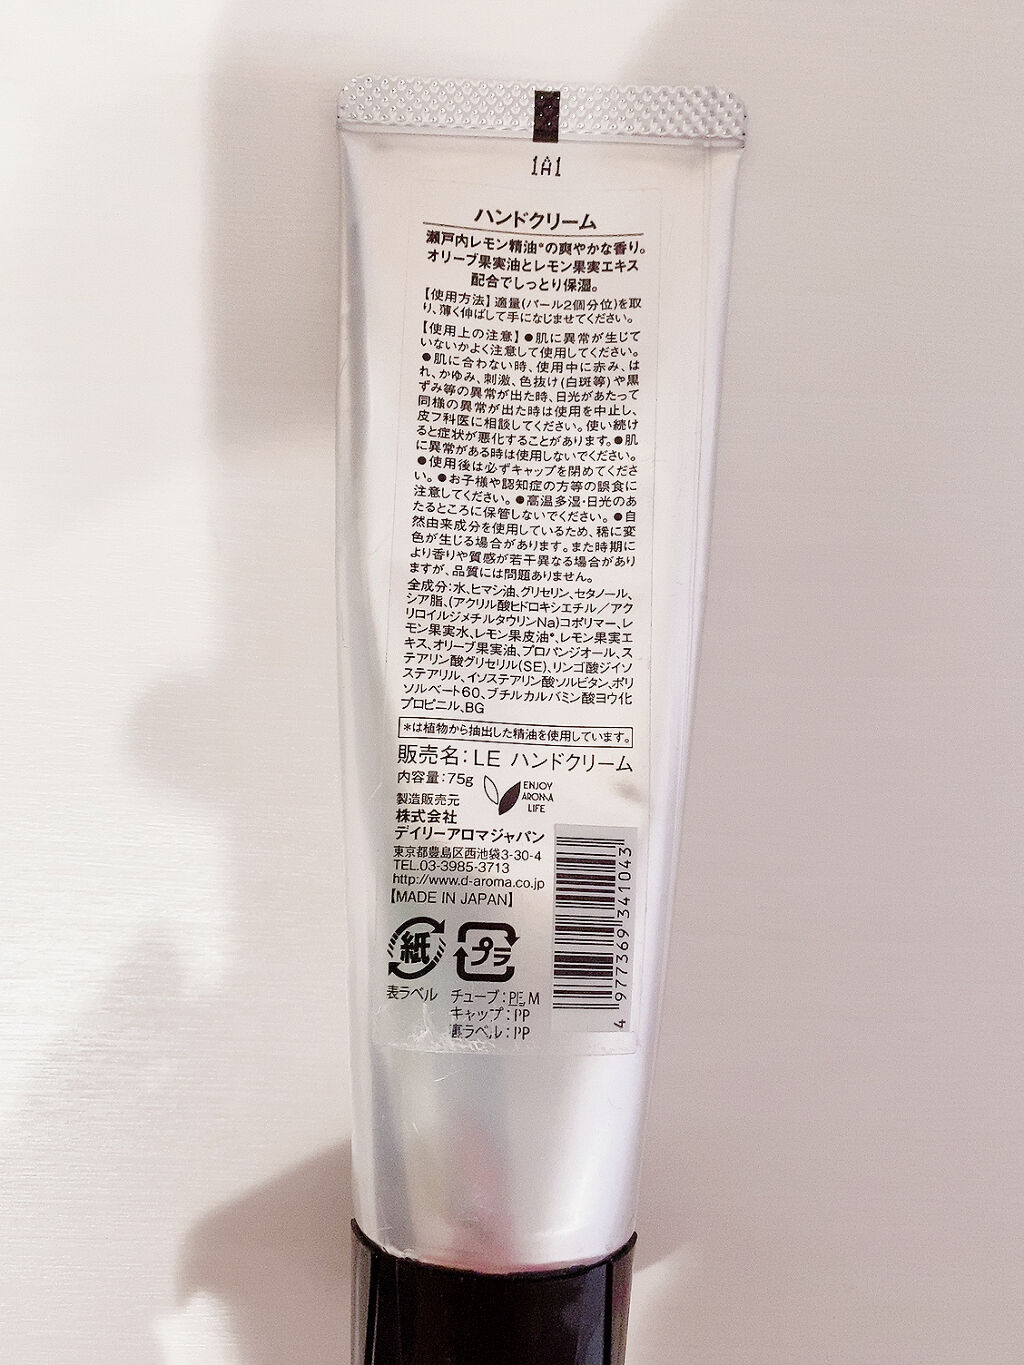 1A1
ハンドクリーム
瀬戸内レモン精油*の爽やかな香り。
オリーブ果実油とレモン果実エキス
配合でしっとり保湿。
【使用方法】適量(パール2個分位)を取
り、薄く伸ばして手になじませてください。
【使用上の注意】●肌に異常が生じて
いないかよく注意して使用してください。
●肌に合わない時、使用中に赤み、は
れ、かゆみ、刺激、色抜け(白斑等)や黒
ずみ等の異常が出た時、日光があたって
同様の異常が出た時は使用を中止し、
皮フ科医に相談してください。使い続け
ると症状が悪化することがあります。●肌
に異常がある時は使用しないでください。
●使用後は必ずキャップを閉めてくださ
い。●お子様や認知症の方等の誤食に
注意してください。●高温多湿・日光のあ
たるところに保管しないでください。●自
然由来成分を使用しているため、稀に変
色が生じる場合があります。また時期に
より香りや質感が若干異なる場合があり
ますが、品質には問題ありません。
全成分:水、ヒマシ油、グリセリン、セタノール、
シア脂、(アクリル酸ヒドロキシエチル/アク
リロイルジメチルタウリンNa)コポリマー、レ
モン果実水、レモン果皮油*、レモン果実エ
キス、オリーブ果実油、プロパンジオール、ス
テアリン酸グリセリル(SE)、リンゴ酸ジイソ
ステアリル、イソステアリン酸ソルビタン、ポリ
ソルベート60、ブチルカルバミン酸ヨウ化
プロピニル、BG
*は植物から抽出した精油を使用しています。
販売名:LE ハンドクリーム
内容量:75g
ENJOY
AROMA
LIFE
製造販売元
株式会社
デイリーアロマジャパン
東京都豊島区西池袋3-30-4
TEL.03-3985-3713
http://www.d-aroma.co.jp
【MADE IN JAPAN】
4 977369 341043
紙 プラ
表ラベル チューブ:PE,M
キャップ:PP
裏ラベル:PP